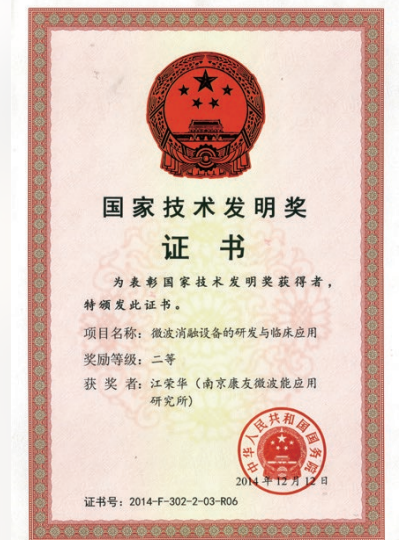 国家技术发明奖
证书
为表彰国家技术发明奖获得者，
特颁发此证书。
项目名称：微波消融设备的研发与临床应用
奖励等级：二等
获 奖 者：江荣华（南京康友微波能应用
研究所）
中华人民共和国国务院
2014年12月12日
证书号：2014-F-302-2-03-R06